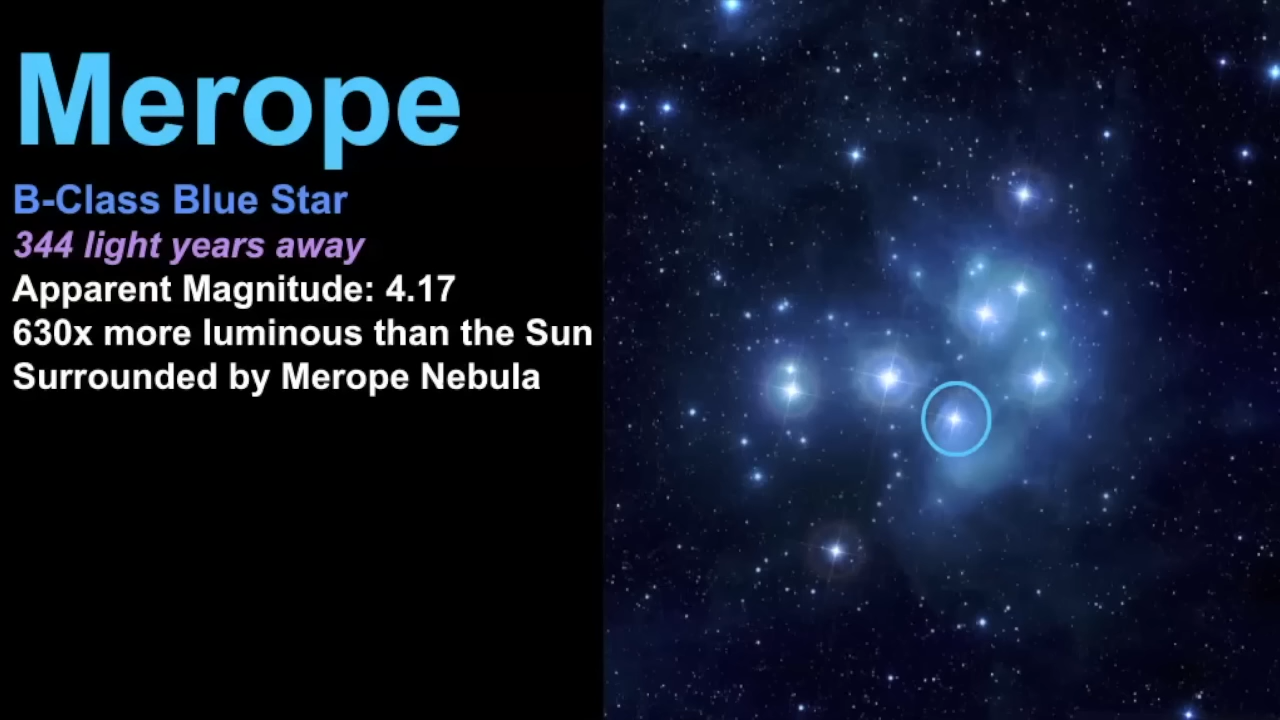 Merope
B-Class Blue Star
344 light years away
Apparent Magnitude: 4.17
630x more luminous than the Sun
Surrounded by Merope Nebula